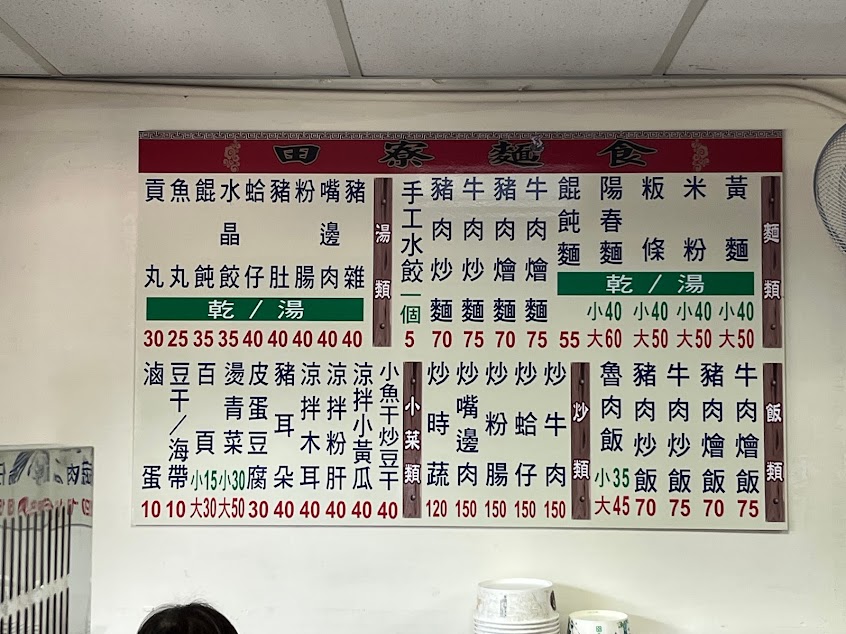 田寮麵食
麵類
乾/湯
黃麵 小40 大50
米粉 小40 大50
粄條 小40 大50
陽春麵 小40 大60
餛飩麵 55
牛肉燴麵 75
豬肉燴麵 70
牛肉炒麵 75
豬肉炒麵 70
手工水餃一個 5
湯類
乾/湯
豬雜 40
嘴邊肉 40
粉腸 40
豬肚 40
蛤仔 40
水晶餃 35
餛飩 35
魚丸 25
貢丸 30
飯類
牛肉燴飯 75
豬肉燴飯 70
牛肉炒飯 75
豬肉炒飯 70
魯肉飯 小35 大45
炒類
炒牛肉 150
炒蛤仔 150
炒粉腸 150
炒嘴邊肉 150
炒時蔬 120
小菜類
小魚干炒豆干 40
涼拌小黃瓜 40
涼拌粉肝 40
涼拌木耳 40
豬耳朵 40
皮蛋豆腐 30
燙青菜 小30 大50
百頁 小15 大30
豆干/海帶 10
滷蛋 10